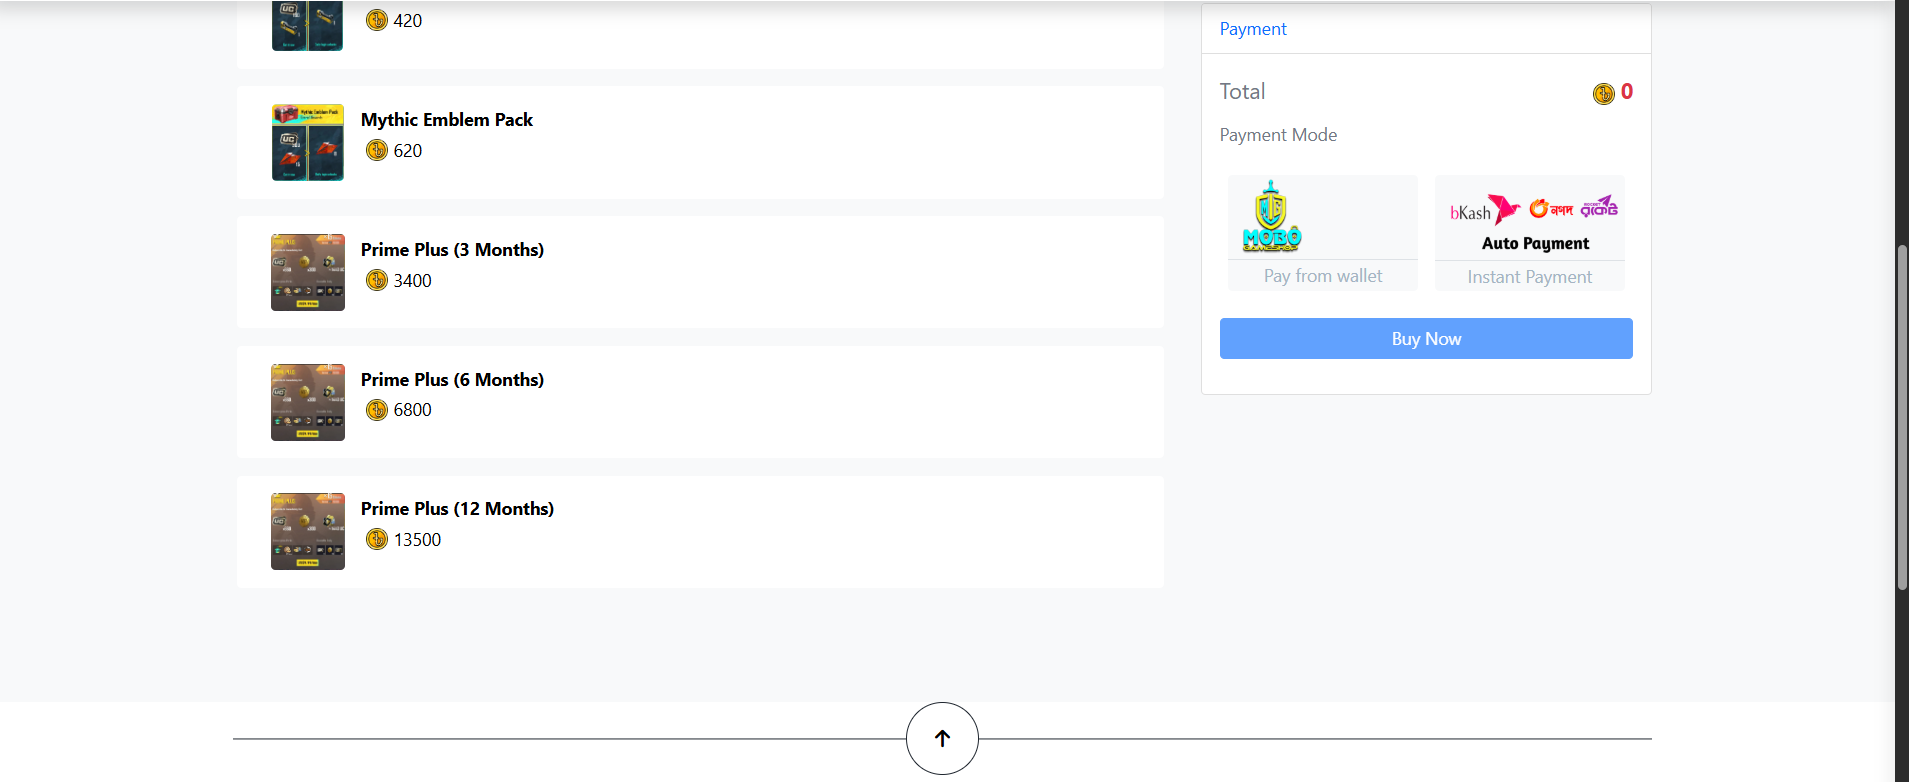 420
Mythic Emblem Pack
620
Prime Plus (3 Months)
3400
Prime Plus (6 Months)
6800
Prime Plus (12 Months)
13500
Payment
Total
0
Payment Mode
MOBO
GAMESHOP
Pay from wallet
bKash নগদ ROCKET রকেট
Auto Payment
Instant Payment
Buy Now